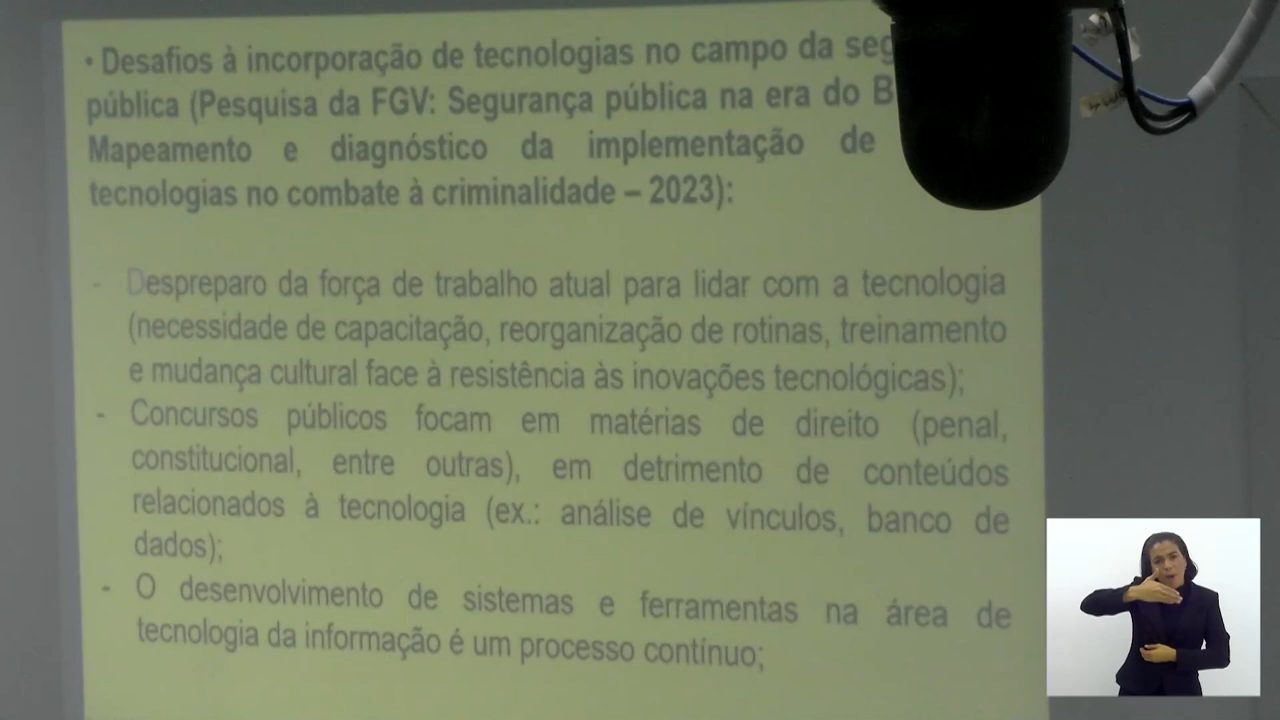 • Desafios à incorporação de tecnologias no campo da
pública (Pesquisa da FGV: Segurança pública na era do
Mapeamento e diagnóstico da implementação de
tecnologias no combate à criminalidade – 2023):
- Despreparo da força de trabalho atual para lidar com a tecnologia
(necessidade de capacitação, reorganização de rotinas, treinamento
e mudança cultural face à resistência às inovações tecnológicas);
- Concursos públicos focam em matérias de direito (penal,
constitucional, entre outras), em detrimento de conteúdos
relacionados à tecnologia (ex.: análise de vínculos, banco de
dados);
- O desenvolvimento de sistemas e ferramentas na área de
tecnologia da informação é um processo contínuo;